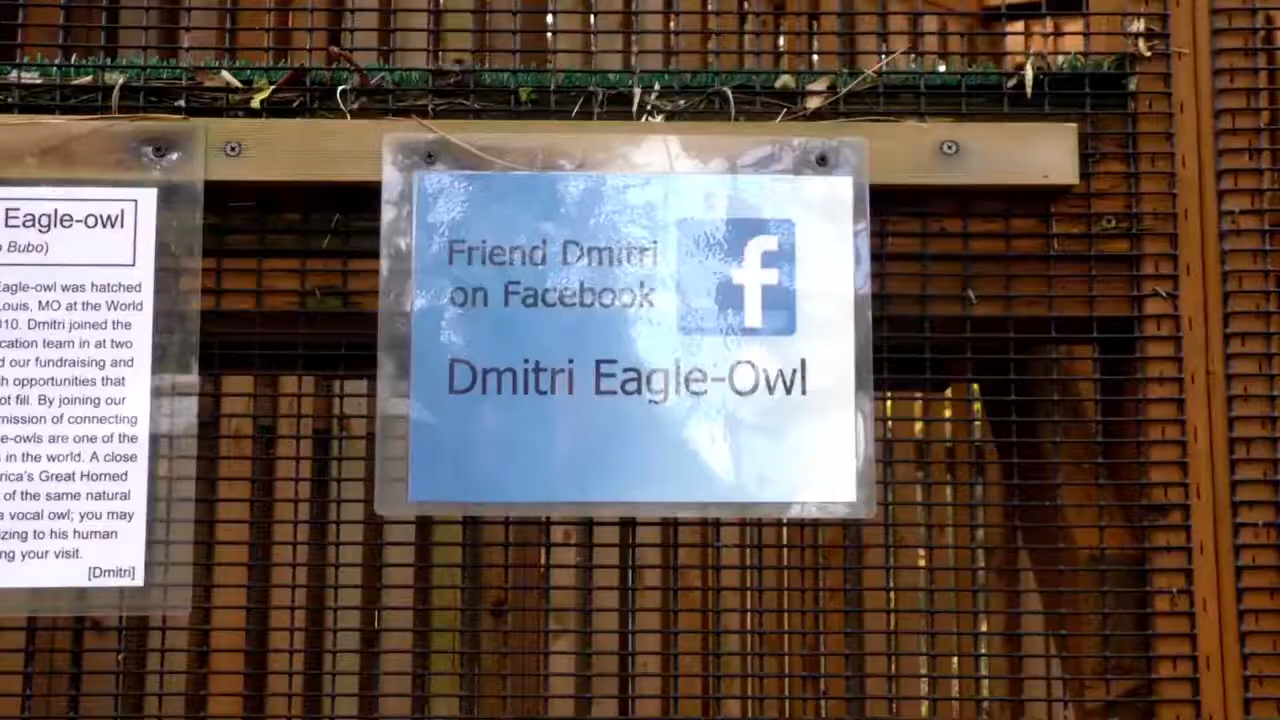 Eagle-owl
Bubo)
Eagle-owl was hatched
Louis, MO at the World
10. Dmitri joined the
cation team in at two
d our fundraising and
h opportunities that
ot fill. By joining our
mission of connecting
e-owls are one of the
in the world. A close
rica's Great Horned
of the same natural
a vocal owl; you may
izing to his human
ng your visit.
[Dmitri]
Friend Dmitri
on Facebook
f
Dmitri Eagle-Owl